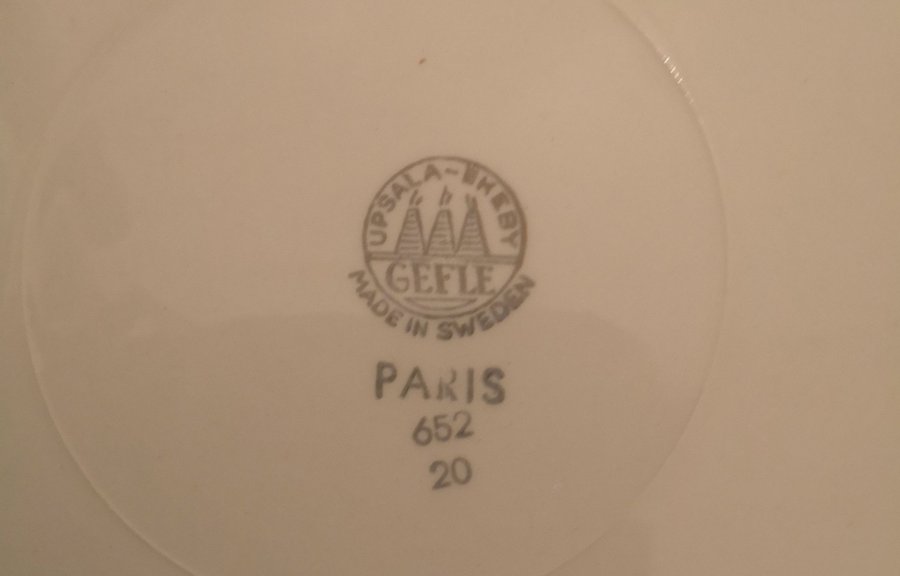 UPSALA-EKEBY
GEFLE
MADE IN SWEDEN
PARIS
652
20